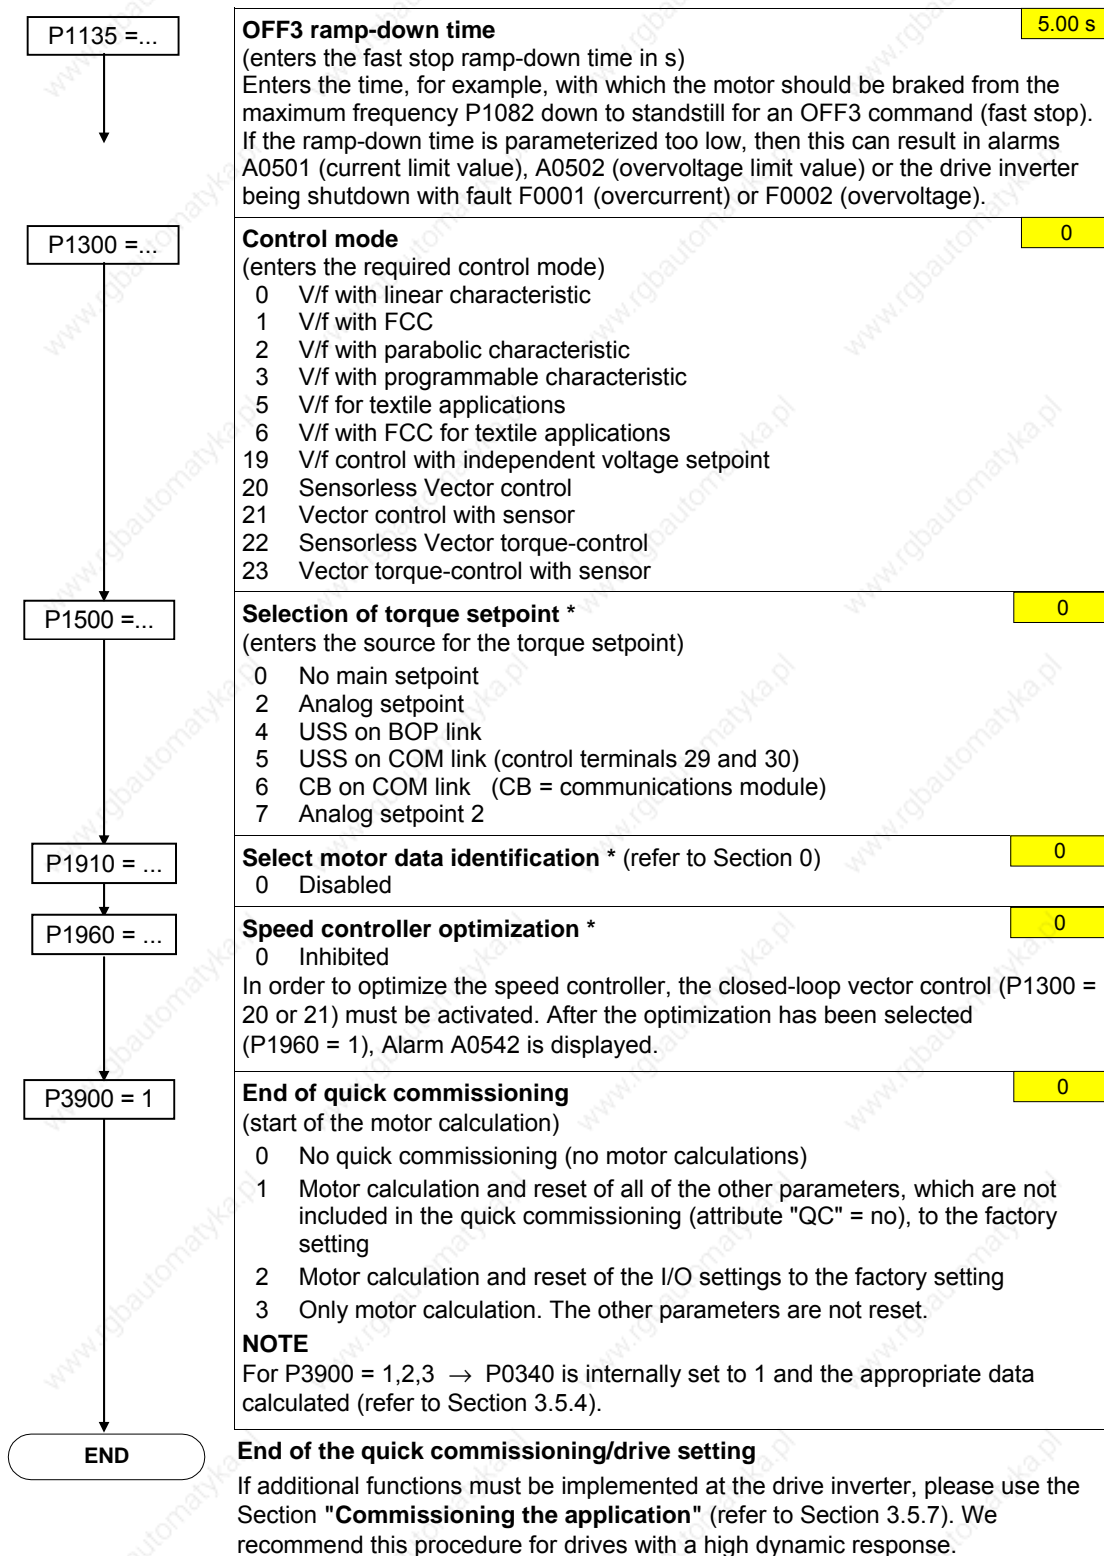 P1135 =...
OFF3 ramp-down time
5.00 s
(enters the fast stop ramp-down time in s)
Enters the time, for example, with which the motor should be braked from the
maximum frequency P1082 down to standstill for an OFF3 command (fast stop).
If the ramp-down time is parameterized too low, then this can result in alarms
A0501 (current limit value), A0502 (overvoltage limit value) or the drive inverter
being shutdown with fault F0001 (overcurrent) or F0002 (overvoltage).
P1300 =...
Control mode
0
(enters the required control mode)
0 V/f with linear characteristic
1 V/f with FCC
2 V/f with parabolic characteristic
3 V/f with programmable characteristic
5 V/f for textile applications
6 V/f with FCC for textile applications
19 V/f control with independent voltage setpoint
20 Sensorless Vector control
21 Vector control with sensor
22 Sensorless Vector torque-control
23 Vector torque-control with sensor
P1500 =...
Selection of torque setpoint *
0
(enters the source for the torque setpoint)
0 No main setpoint
2 Analog setpoint
4 USS on BOP link
5 USS on COM link (control terminals 29 and 30)
6 CB on COM link (CB = communications module)
7 Analog setpoint 2
P1910 = ...
Select motor data identification * (refer to Section 0)
0
0 Disabled
P1960 = ...
Speed controller optimization *
0
0 Inhibited
In order to optimize the speed controller, the closed-loop vector control (P1300 =
20 or 21) must be activated. After the optimization has been selected
(P1960 = 1), Alarm A0542 is displayed.
P3900 = 1
End of quick commissioning
0
(start of the motor calculation)
0 No quick commissioning (no motor calculations)
1 Motor calculation and reset of all of the other parameters, which are not
included in the quick commissioning (attribute "QC" = no), to the factory
setting
2 Motor calculation and reset of the I/O settings to the factory setting
3 Only motor calculation. The other parameters are not reset.
NOTE
For P3900 = 1,2,3 → P0340 is internally set to 1 and the appropriate data
calculated (refer to Section 3.5.4).
END
End of the quick commissioning/drive setting
If additional functions must be implemented at the drive inverter, please use the
Section "Commissioning the application" (refer to Section 3.5.7). We
recommend this procedure for drives with a high dynamic response.
www.rgbautomatyka.pl